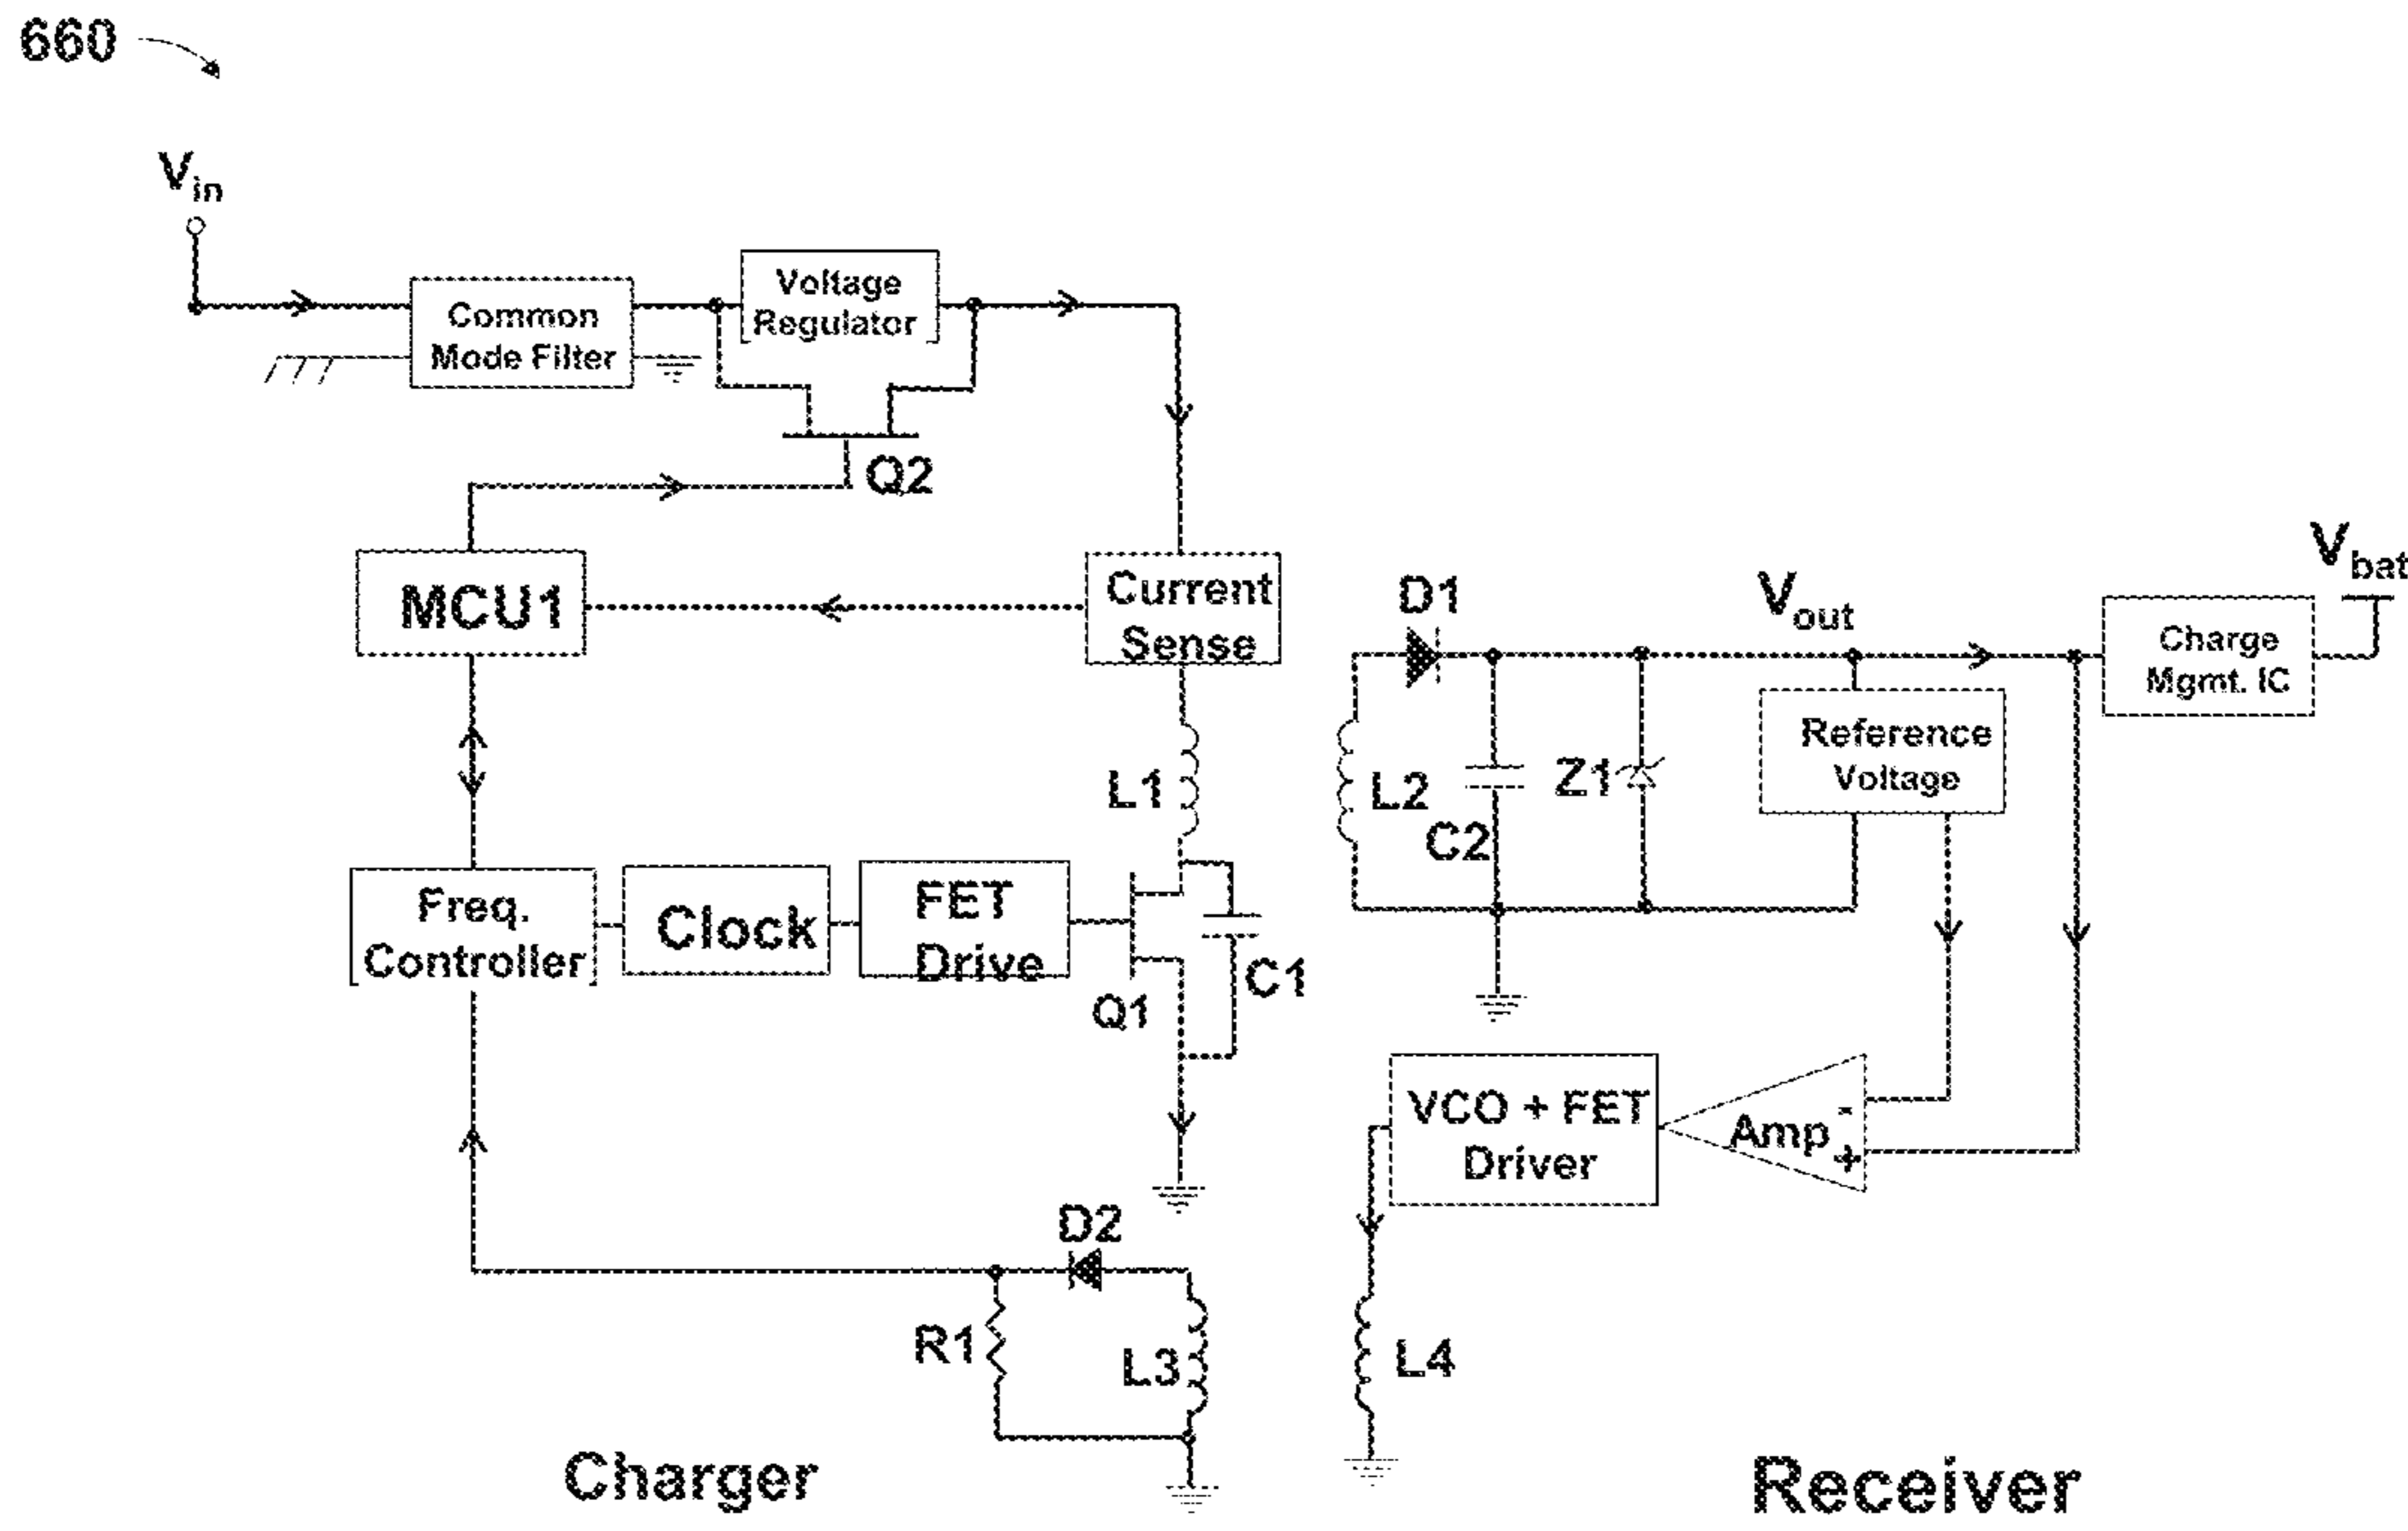 660
Vin
Common
Mode Filter
Voltage
Regulator
Q2
MCU1
Current
Sense
L1
Freq.
Controller
Clock
FET
Drive
Q1
C1
D2
R1
L3
Charger
D1
Vout
Vbat
Charge
Mgmt. IC
L2
C2
Z1
Reference
Voltage
VCO + FET
Driver
Amp
-
+
L4
Receiver